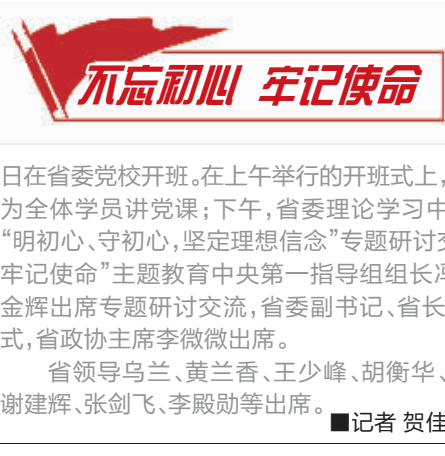 不忘初心 牢记使命
日在省委党校开班。在上午举行的开班式上，
为全体学员讲党课；下午，省委理论学习中
“明初心、守初心，坚定理想信念”专题研讨交
牢记使命”主题教育中央第一指导组组长冯
金辉出席专题研讨交流，省委副书记、省长
式，省政协主席李微微出席。
省领导乌兰、黄兰香、王少峰、胡衡华、
谢建辉、张剑飞、李殿勋等出席。
■记者 贺佳